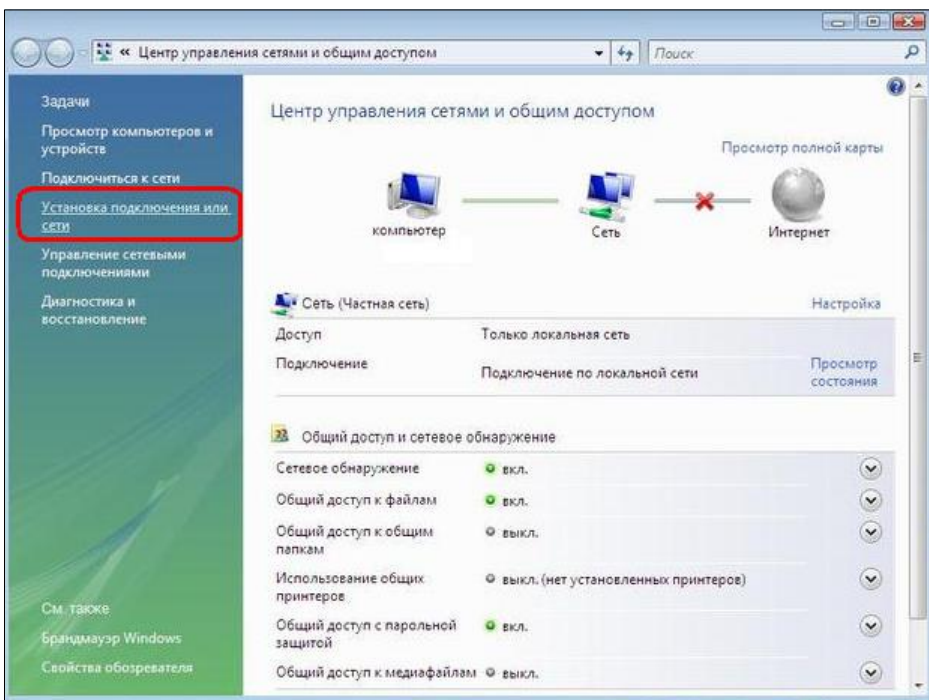 « Центр управления сетями и общим доступом
Поиск
Задачи
Просмотр компьютеров и
устройств
Подключиться к сети
Установка подключения или
сети
Управление сетевыми
подключениями
Диагностика и
восстановление
См. также
Брандмауэр Windows
Свойства обозревателя
Центр управления сетями и общим доступом
Просмотр полной карты
компьютер
Сеть
Интернет
Сеть (Частная сеть)
Настройка
Доступ
Только локальная сеть
Подключение
Подключение по локальной сети
Просмотр
состояния
Общий доступ и сетевое обнаружение
Сетевое обнаружение
вкл.
Общий доступ к файлам
вкл.
Общий доступ к общим
папкам
выкл.
Использование общих
принтеров
выкл. (нет установленных принтеров)
Общий доступ с парольной
защитой
вкл.
Общий доступ к медиафайлам
выкл.